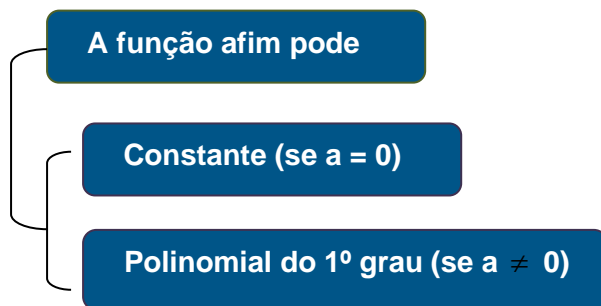 A função afim pode
Constante (se a = 0)
Polinomial do 1º grau (se a ≠ 0)